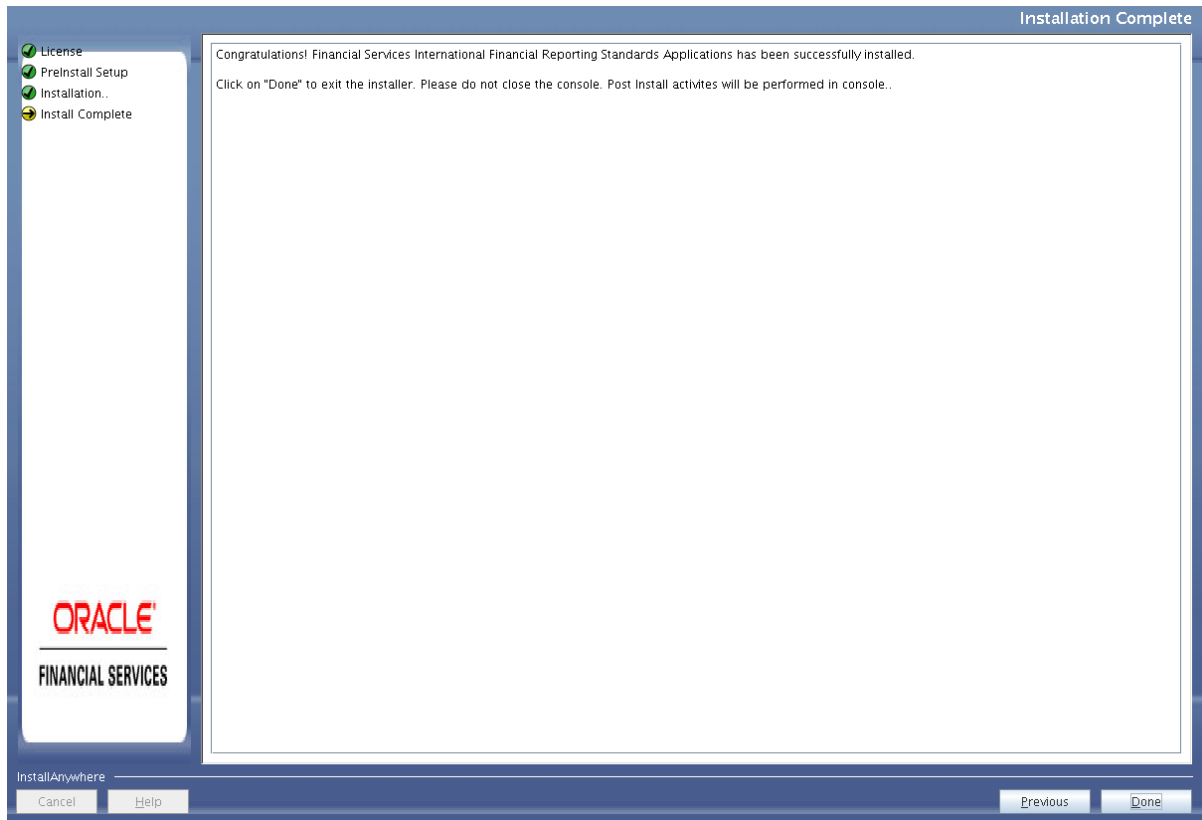 Installation Complete
License
PreInstall Setup
Installation..
Install Complete
Congratulations! Financial Services International Financial Reporting Standards Applications has been successfully installed.
Click on "Done" to exit the installer. Please do not close the console. Post Install activites will be performed in console..
ORACLE'
FINANCIAL SERVICES
InstallAnywhere
Cancel Help Previous Done